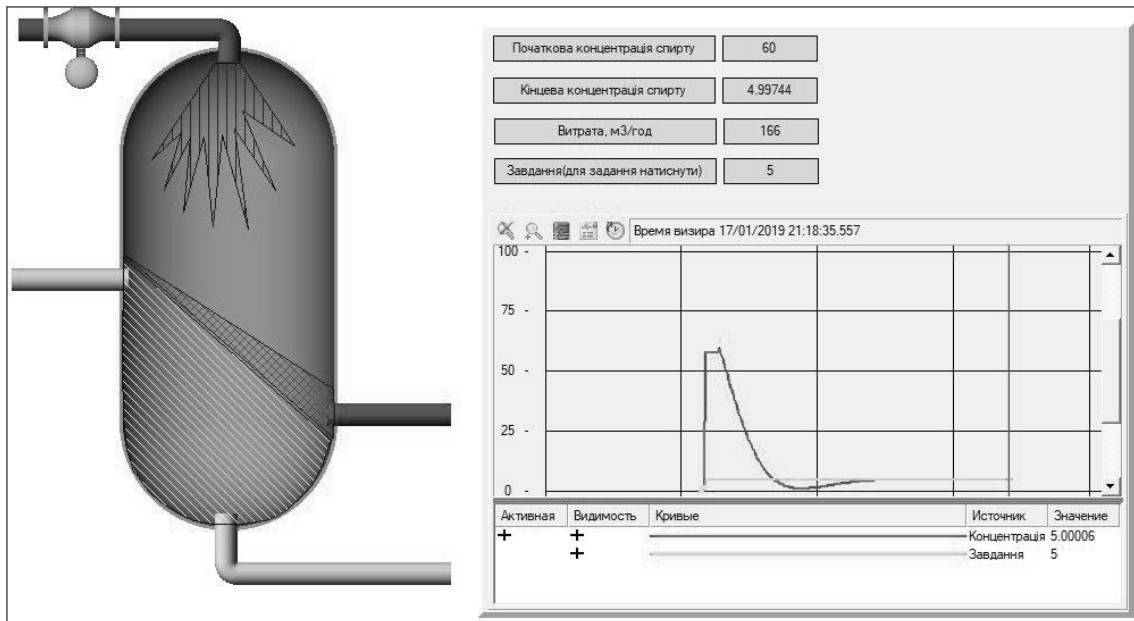 Початкова концентрація спирту 60
Кінцева концентрація спирту 4.99744
Витрата, м3/год 166
Завдання(для задання натиснути) 5
Время визира 17/01/2019 21:18:35.557
100 -
75 -
50 -
25 -
0 -
Активная Видимость Кривые Источник Значение
Концентрація 5.00006
Завдання 5